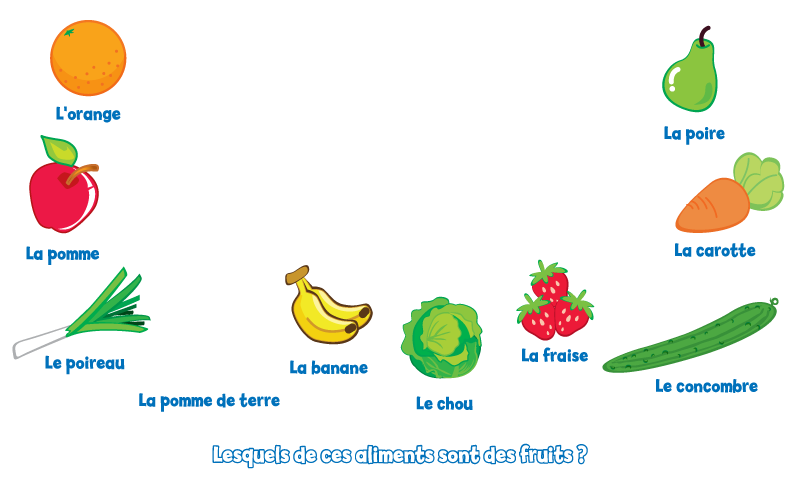 L'orange
La poire
La pomme
La carotte
Le poireau
La banane
La fraise
Le concombre
La pomme de terre
Le chou
Lesquels de ces aliments sont des fruits ?